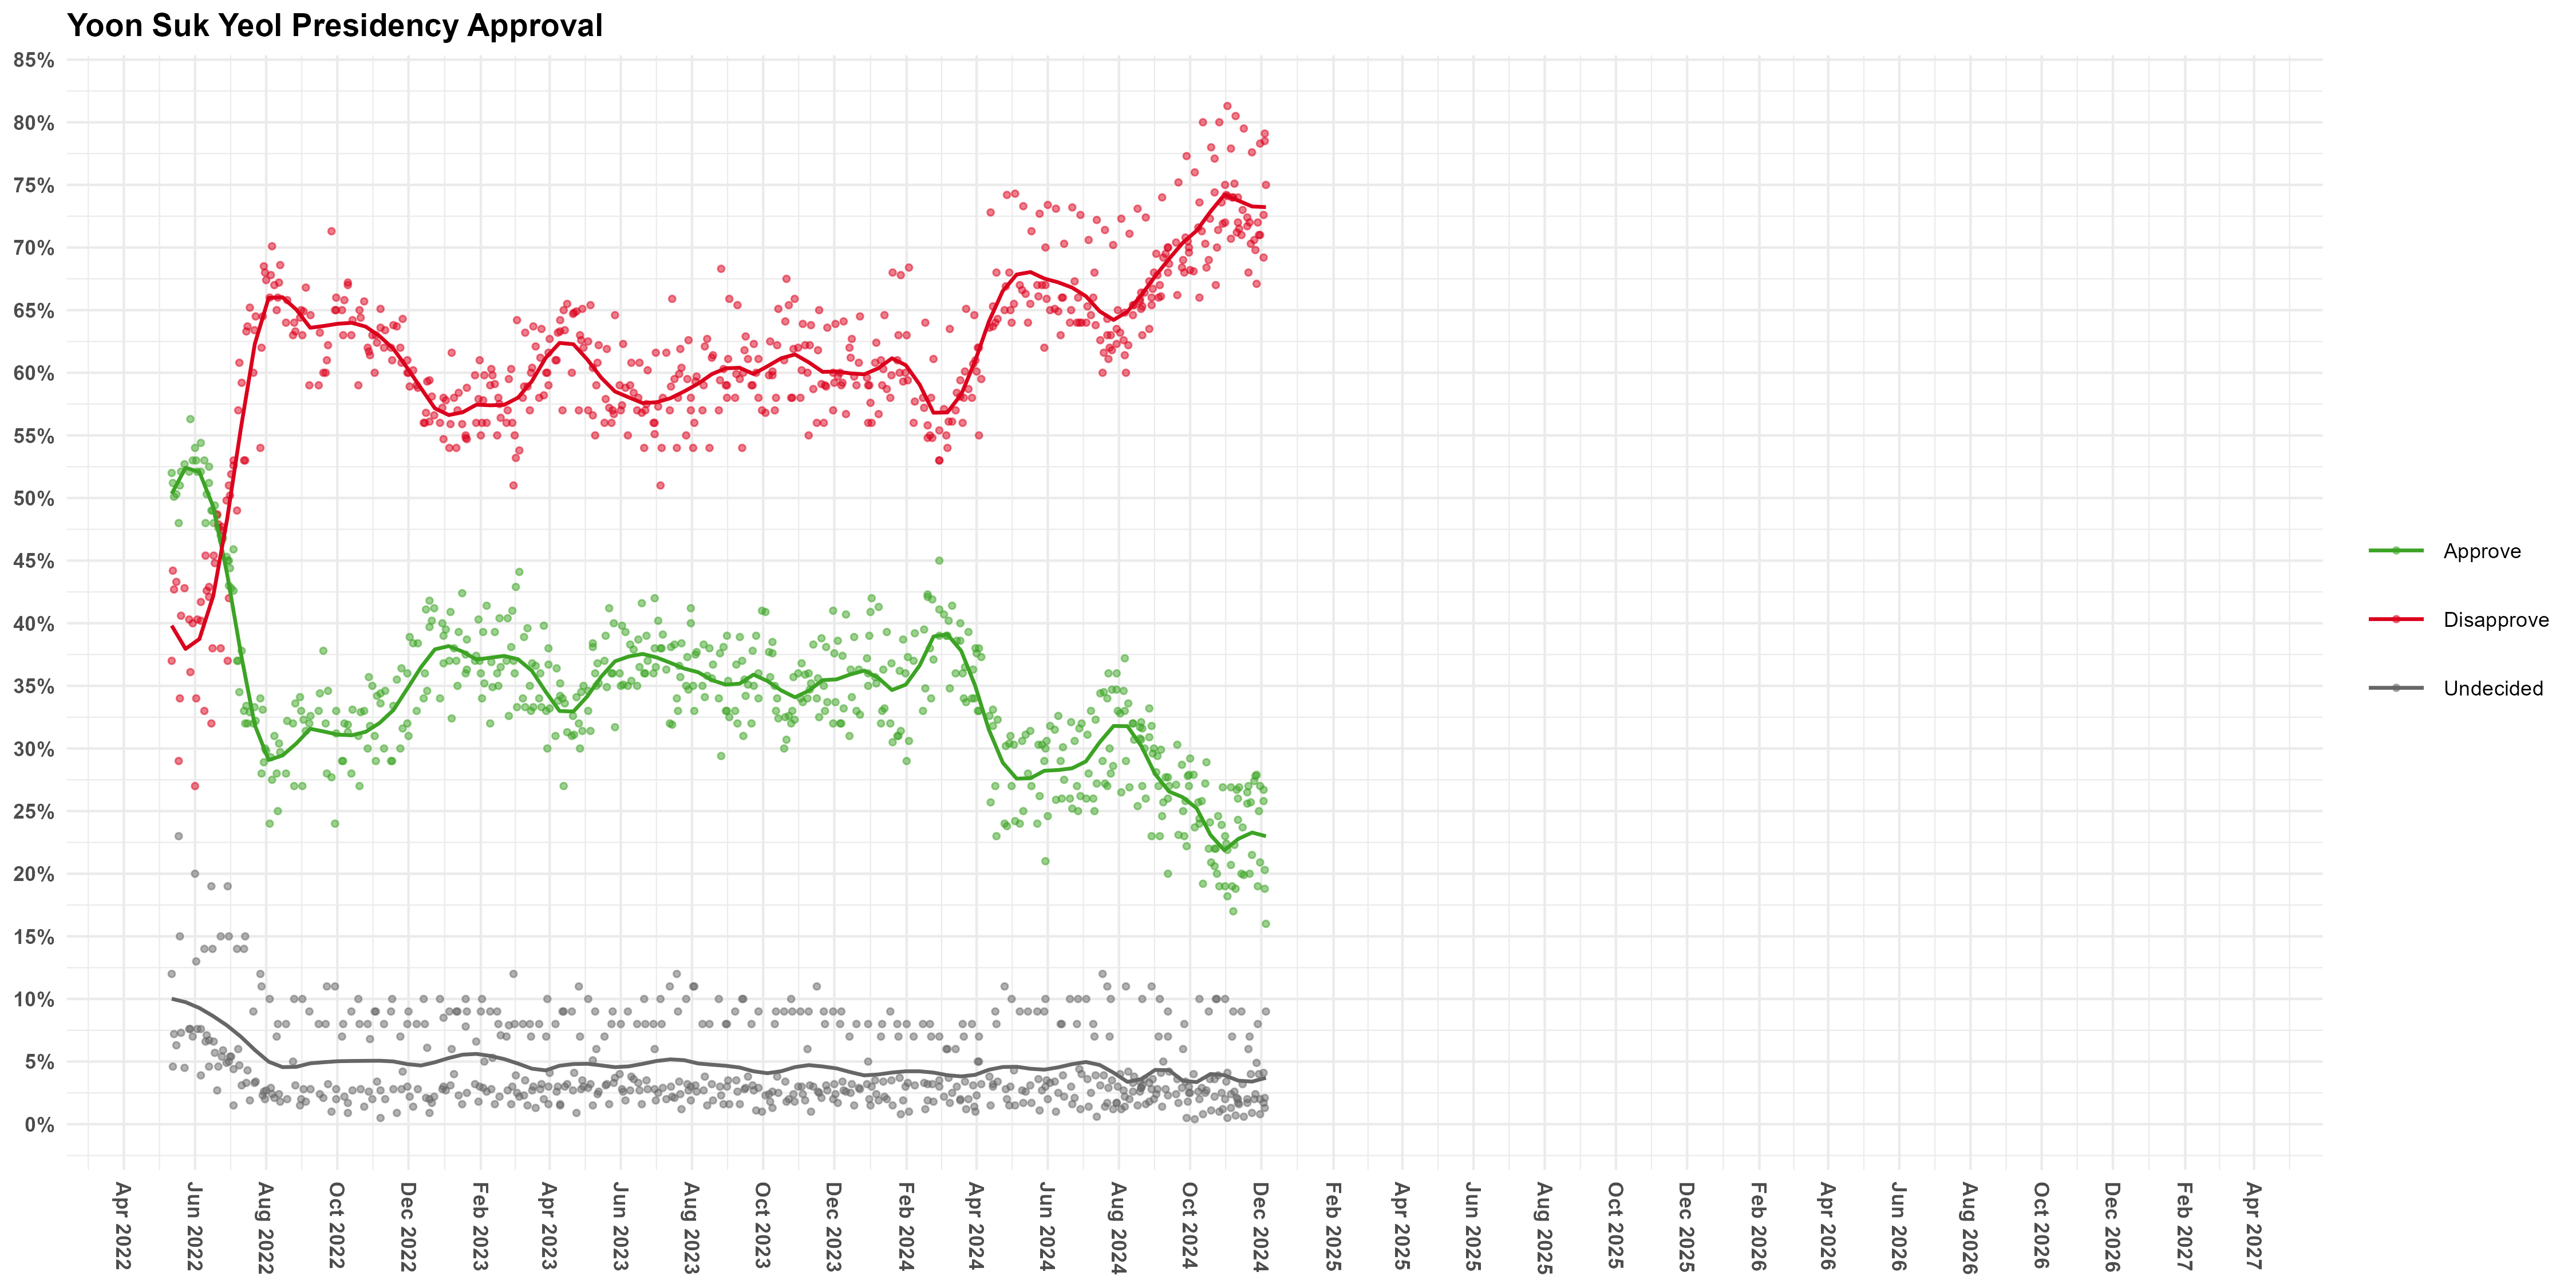 Yoon Suk Yeol Presidency Approval
85%
80%
75%
70%
65%
60%
55%
50%
45%
40%
35%
30%
25%
20%
15%
10%
5%
0%
Apr 2022
Jun 2022
Aug 2022
Oct 2022
Dec 2022
Feb 2023
Apr 2023
Jun 2023
Aug 2023
Oct 2023
Dec 2023
Feb 2024
Apr 2024
Jun 2024
Aug 2024
Oct 2024
Dec 2024
Feb 2025
Apr 2025
Jun 2025
Aug 2025
Oct 2025
Dec 2025
Feb 2026
Apr 2026
Jun 2026
Aug 2026
Oct 2026
Dec 2026
Feb 2027
Apr 2027
Approve
Disapprove
Undecided